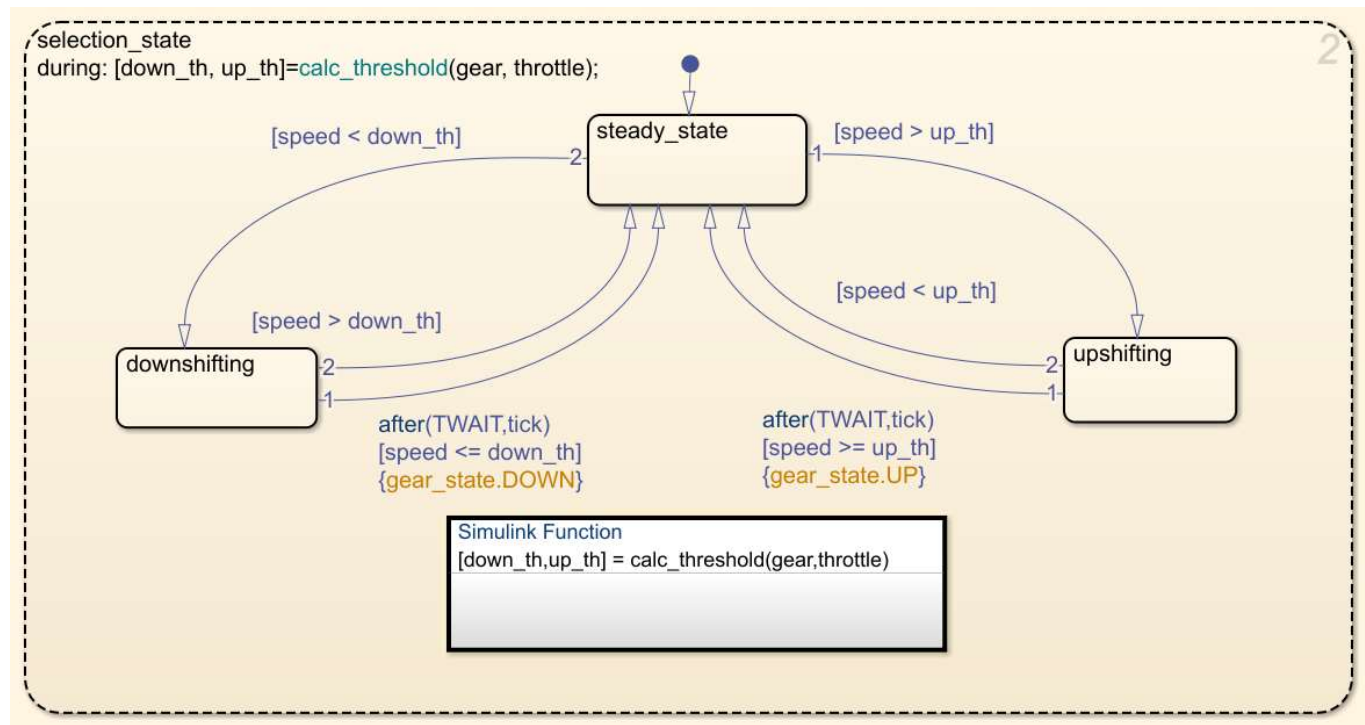 selection_state
2
during: [down_th, up_th]=calc_threshold(gear, throttle);
steady_state
[speed < down_th]
[speed > up_th]
2
1
[speed < up_th]
[speed > down_th]
downshifting
upshifting
2
1
2
1
after(TWAIT,tick)
[speed <= down_th]
{gear_state.DOWN}
after(TWAIT,tick)
[speed >= up_th]
{gear_state.UP}
Simulink Function
[down_th,up_th] = calc_threshold(gear,throttle)